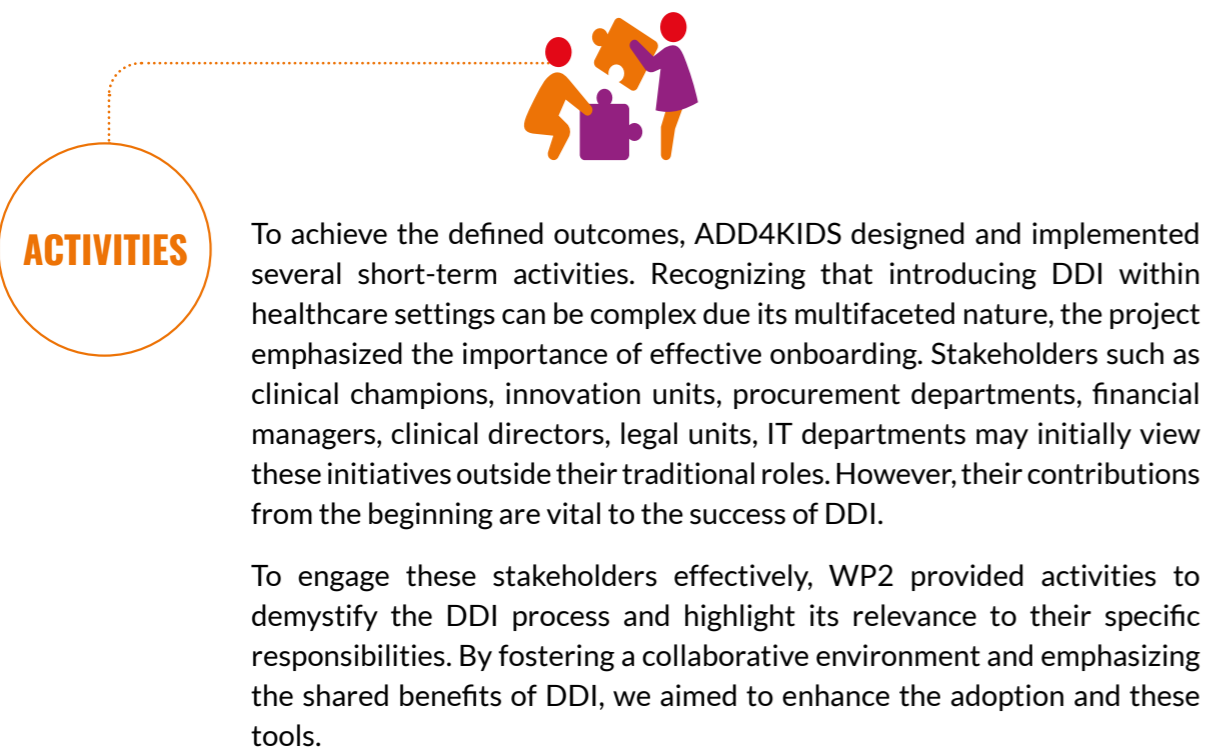 ACTIVITIES
To achieve the defined outcomes, ADD4KIDS designed and implemented
several short-term activities. Recognizing that introducing DDI within
healthcare settings can be complex due its multifaceted nature, the project
emphasized the importance of effective onboarding. Stakeholders such as
clinical champions, innovation units, procurement departments, financial
managers, clinical directors, legal units, IT departments may initially view
these initiatives outside their traditional roles. However, their contributions
from the beginning are vital to the success of DDI.
To engage these stakeholders effectively, WP2 provided activities to
demystify the DDI process and highlight its relevance to their specific
responsibilities. By fostering a collaborative environment and emphasizing
the shared benefits of DDI, we aimed to enhance the adoption and these
tools.